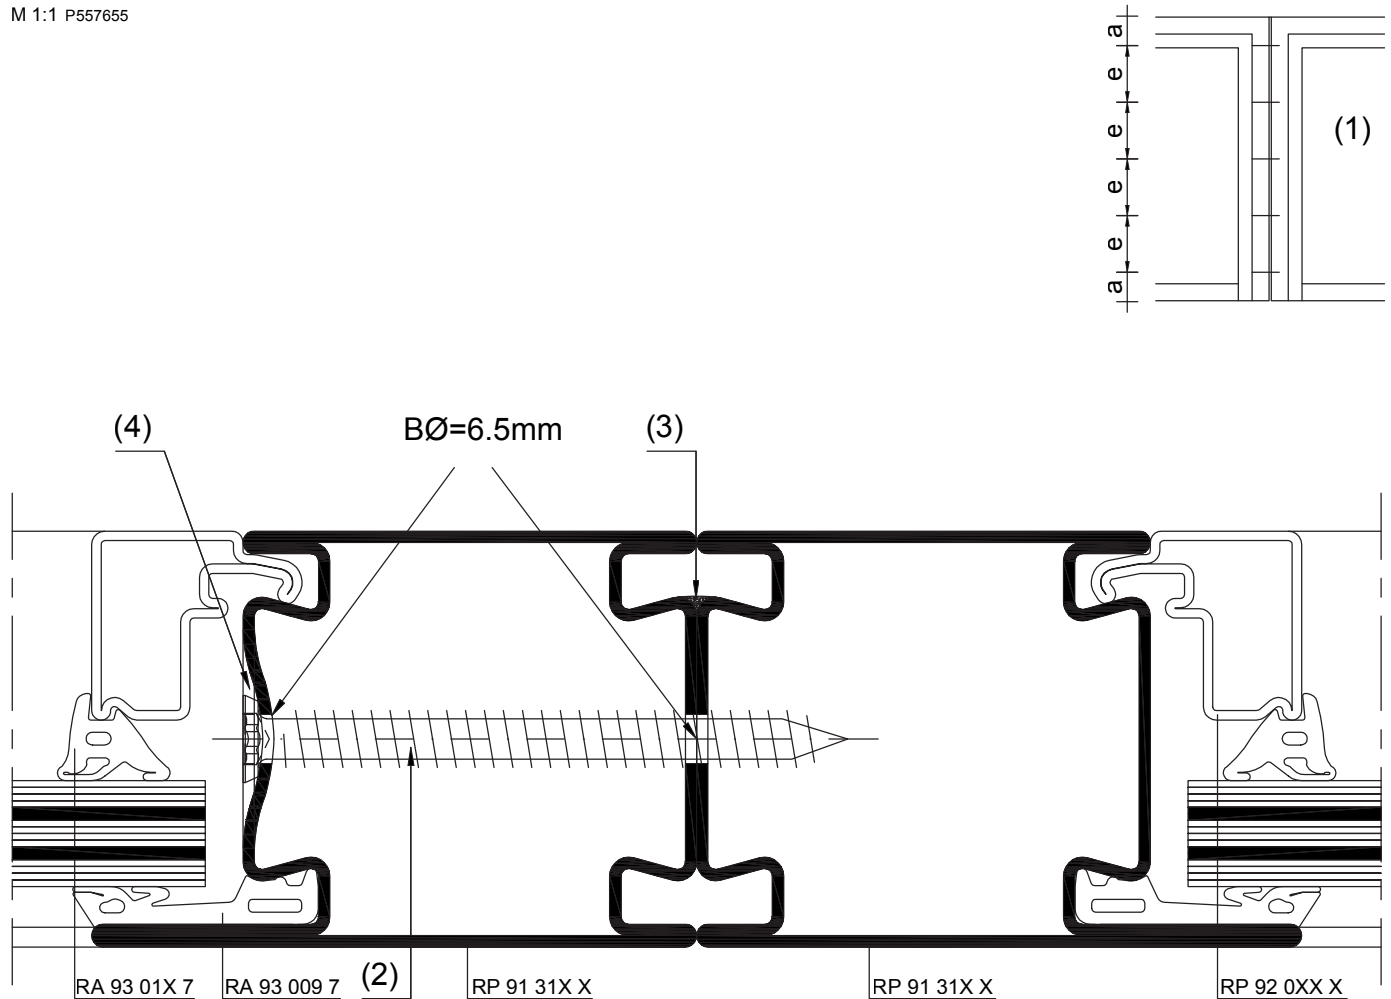 M 1:1 P557655
a
e
e
(1)
e
e
a
(4)
BØ=6.5mm
(3)
RA 93 01X 7
RA 93 009 7
(2)
RP 91 31X X
RP 91 31X X
RP 92 0XX X